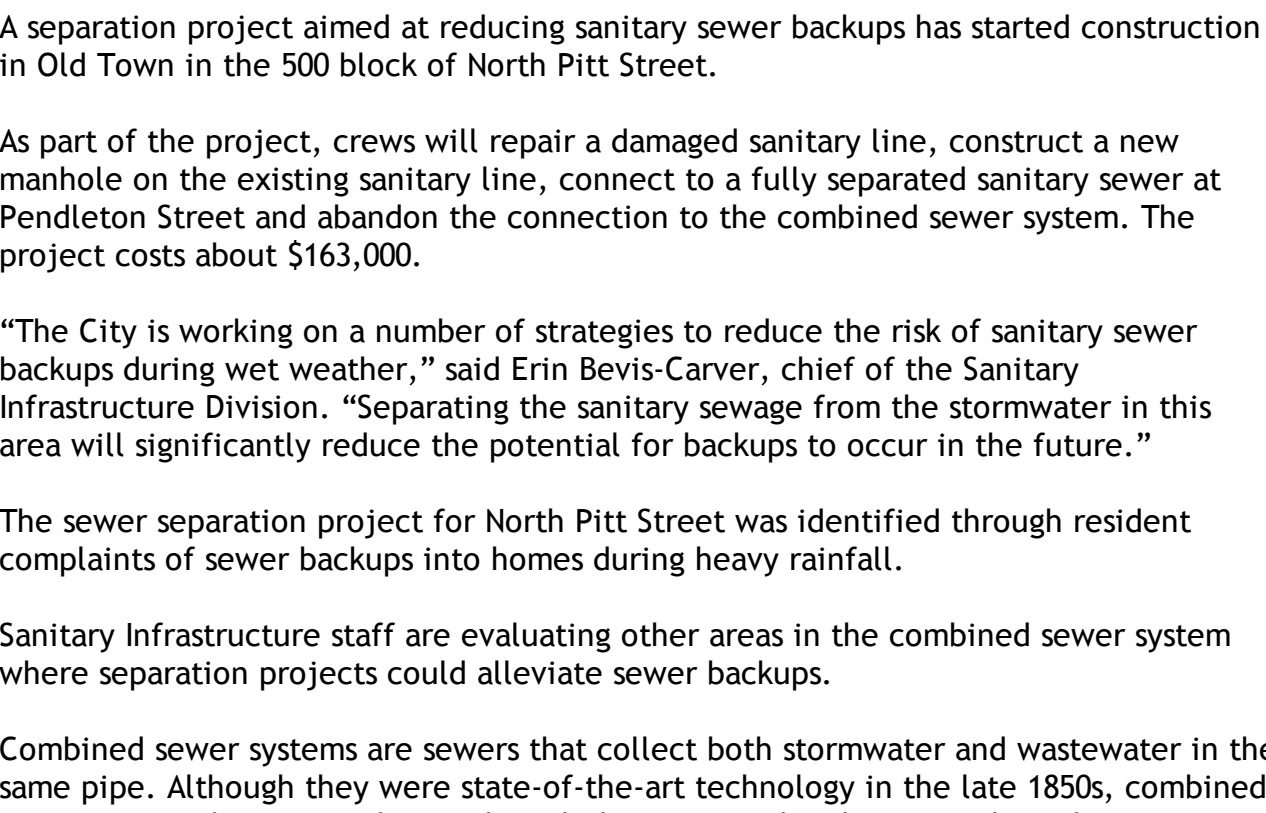 A separation project aimed at reducing sanitary sewer backups has started construction
in Old Town in the 500 block of North Pitt Street.
As part of the project, crews will repair a damaged sanitary line, construct a new
manhole on the existing sanitary line, connect to a fully separated sanitary sewer at
Pendleton Street and abandon the connection to the combined sewer system. The
project costs about $163,000.
“The City is working on a number of strategies to reduce the risk of sanitary sewer
backups during wet weather,” said Erin Bevis-Carver, chief of the Sanitary
Infrastructure Division. “Separating the sanitary sewage from the stormwater in this
area will significantly reduce the potential for backups to occur in the future.”
The sewer separation project for North Pitt Street was identified through resident
complaints of sewer backups into homes during heavy rainfall.
Sanitary Infrastructure staff are evaluating other areas in the combined sewer system
where separation projects could alleviate sewer backups.
Combined sewer systems are sewers that collect both stormwater and wastewater in the
same pipe. Although they were state-of-the-art technology in the late 1850s, combined